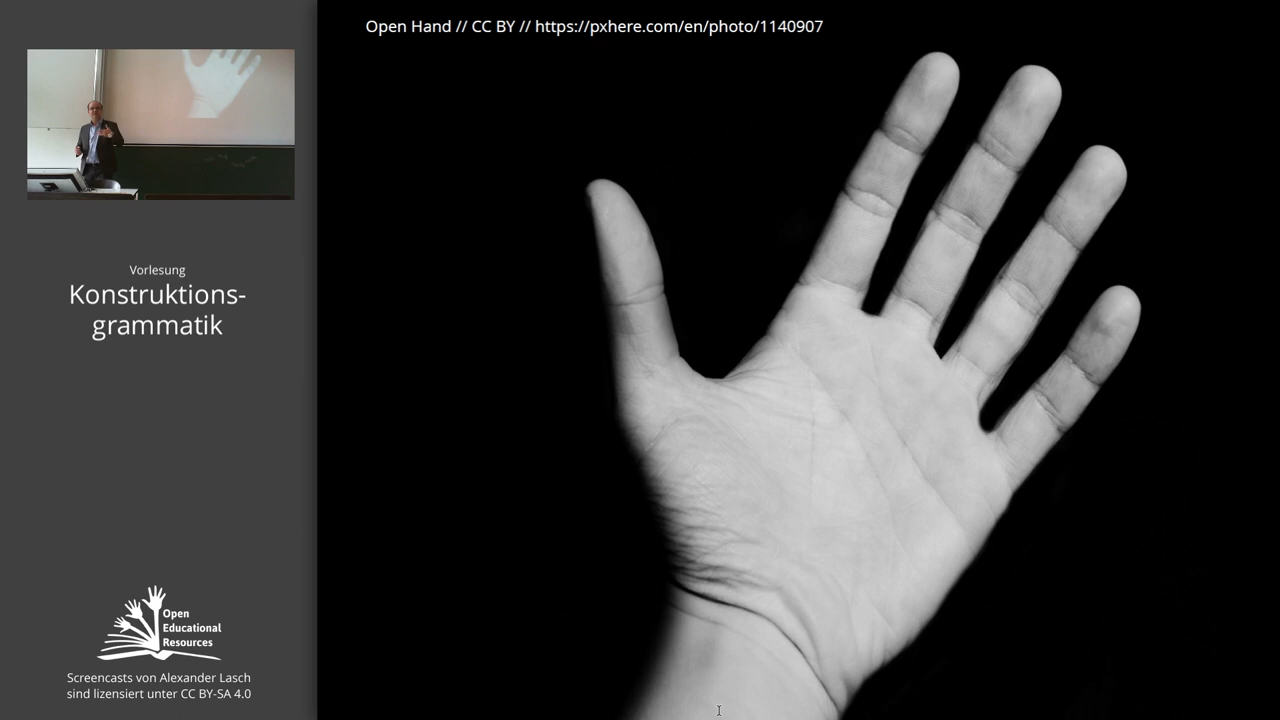 Open Hand // CC BY // https://pxhere.com/en/photo/1140907
Vorlesung
Konstruktions-
grammatik
Open
Educational
Resources
Screencasts von Alexander Lasch
sind lizensiert unter CC BY-SA 4.0